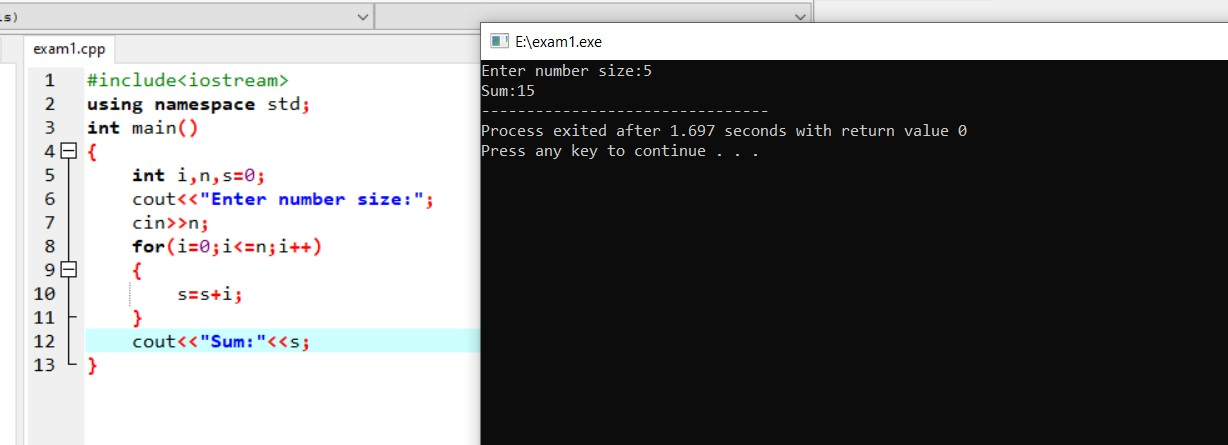 s)
exam1.cpp
1 #include<iostream>
2 using namespace std;
3 int main()
4 {
5 int i,n,s=0;
6 cout<<"Enter number size:";
7 cin>>n;
8 for(i=0;i<=n;i++)
9 {
10 s=s+i;
11 }
12 cout<<"Sum:"<<s;
13 }
E:\exam1.exe
Enter number size:5
Sum:15
--------------------------------
Process exited after 1.697 seconds with return value 0
Press any key to continue . . .